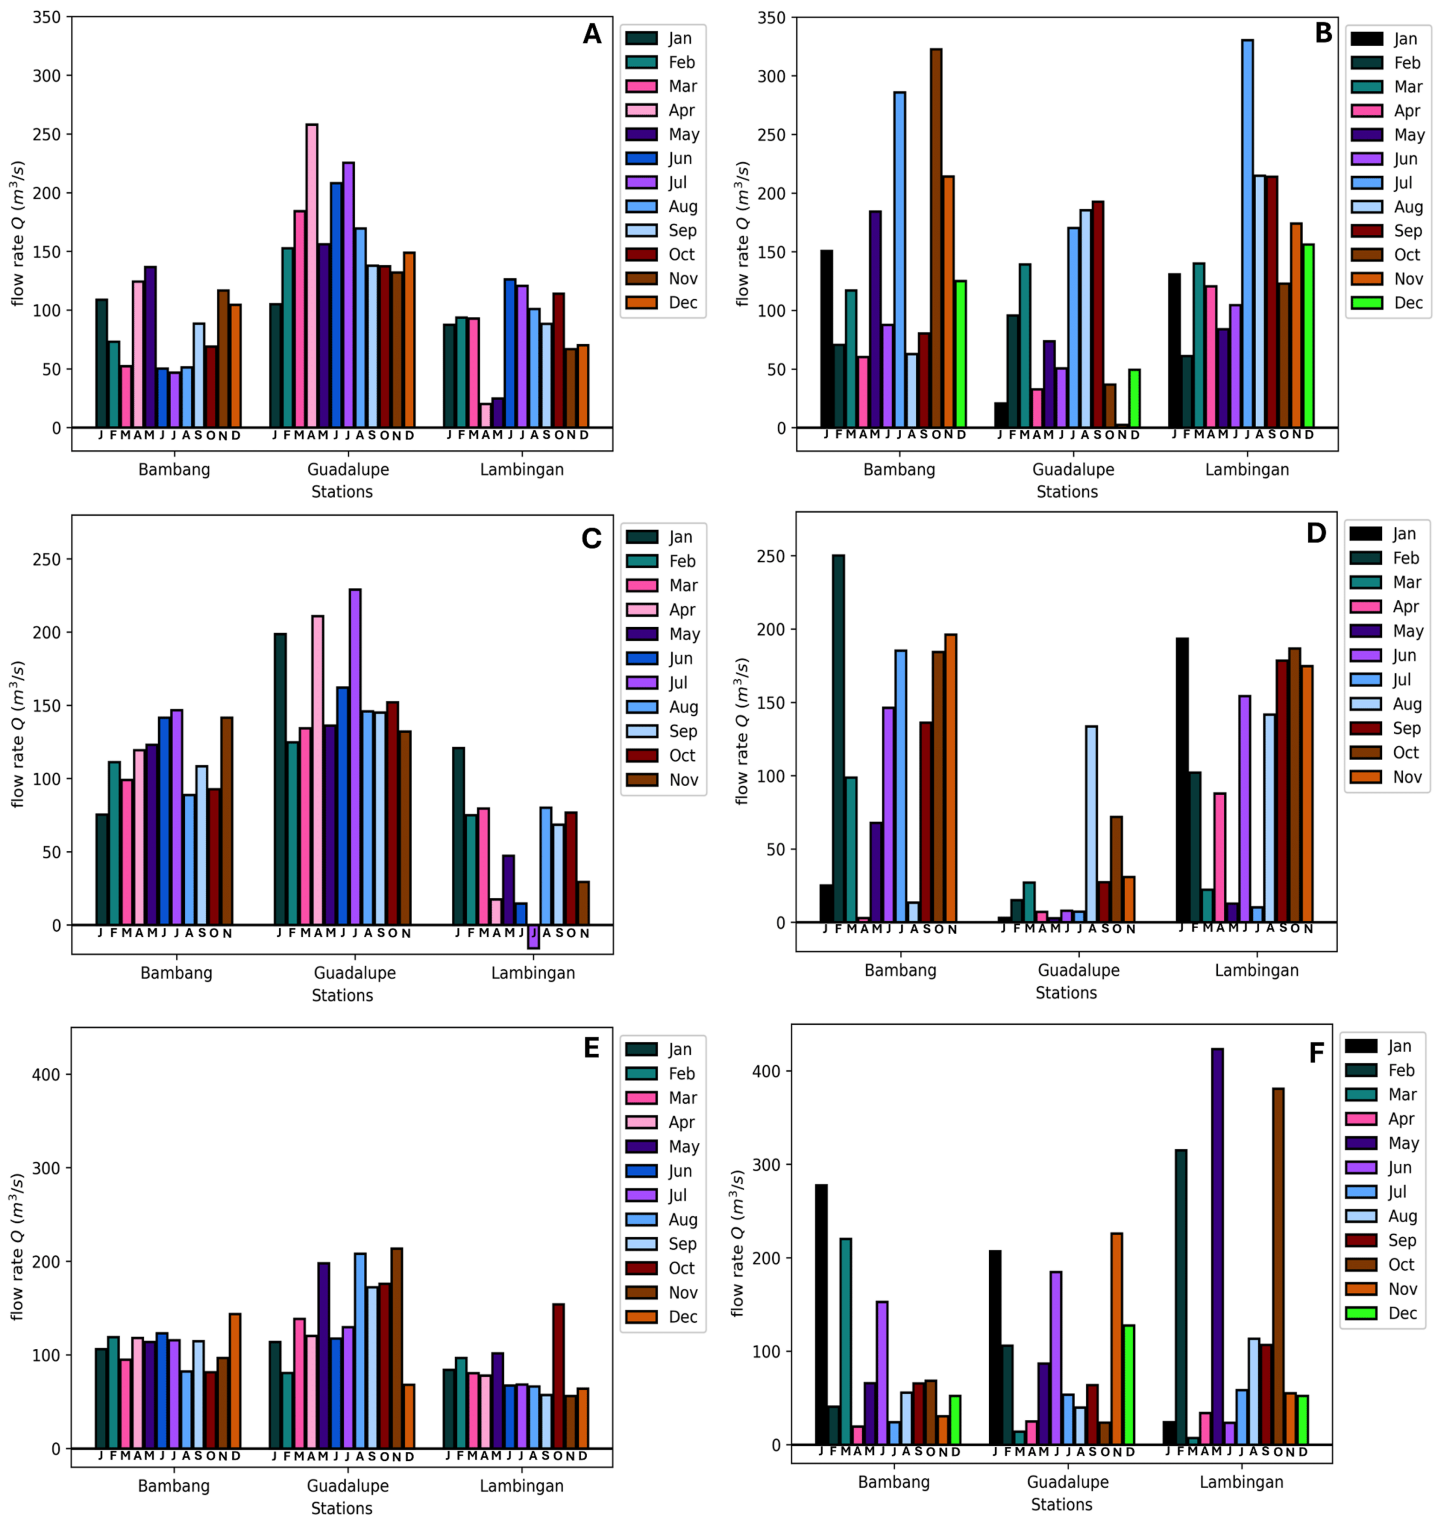 A
350
300
250
200
150
100
50
0
flow rate Q (m³/s)
J F M A M J J A S O N D
J F M A M J J A S O N D
J F M A M J J A S O N D
Bambang
Guadalupe
Lambingan
Stations
Jan
Feb
Mar
Apr
May
Jun
Jul
Aug
Sep
Oct
Nov
Dec
B
350
300
250
200
150
100
50
0
flow rate Q (m³/s)
J F M A M J J A S O N D
J F M A M J J A S O N D
J F M A M J J A S O N D
Bambang
Guadalupe
Lambingan
Stations
Jan
Feb
Mar
Apr
May
Jun
Jul
Aug
Sep
Oct
Nov
Dec
C
250
200
150
100
50
0
flow rate Q (m³/s)
J F M A M J J A S O N
J F M A M J J A S O N
J F M A M J J A S O N
Bambang
Guadalupe
Lambingan
Stations
Jan
Feb
Mar
Apr
May
Jun
Jul
Aug
Sep
Oct
Nov
D
250
200
150
100
50
0
flow rate Q (m³/s)
J F M A M J J A S O N
J F M A M J J A S O N
J F M A M J J A S O N
Bambang
Guadalupe
Lambingan
Stations
Jan
Feb
Mar
Apr
May
Jun
Jul
Aug
Sep
Oct
Nov
E
400
300
200
100
0
flow rate Q (m³/s)
J F M A M J J A S O N D
J F M A M J J A S O N D
J F M A M J J A S O N D
Bambang
Guadalupe
Lambingan
Stations
Jan
Feb
Mar
Apr
May
Jun
Jul
Aug
Sep
Oct
Nov
Dec
F
400
300
200
100
0
flow rate Q (m³/s)
J F M A M J J A S O N D
J F M A M J J A S O N D
J F M A M J J A S O N D
Bambang
Guadalupe
Lambingan
Stations
Jan
Feb
Mar
Apr
May
Jun
Jul
Aug
Sep
Oct
Nov
Dec